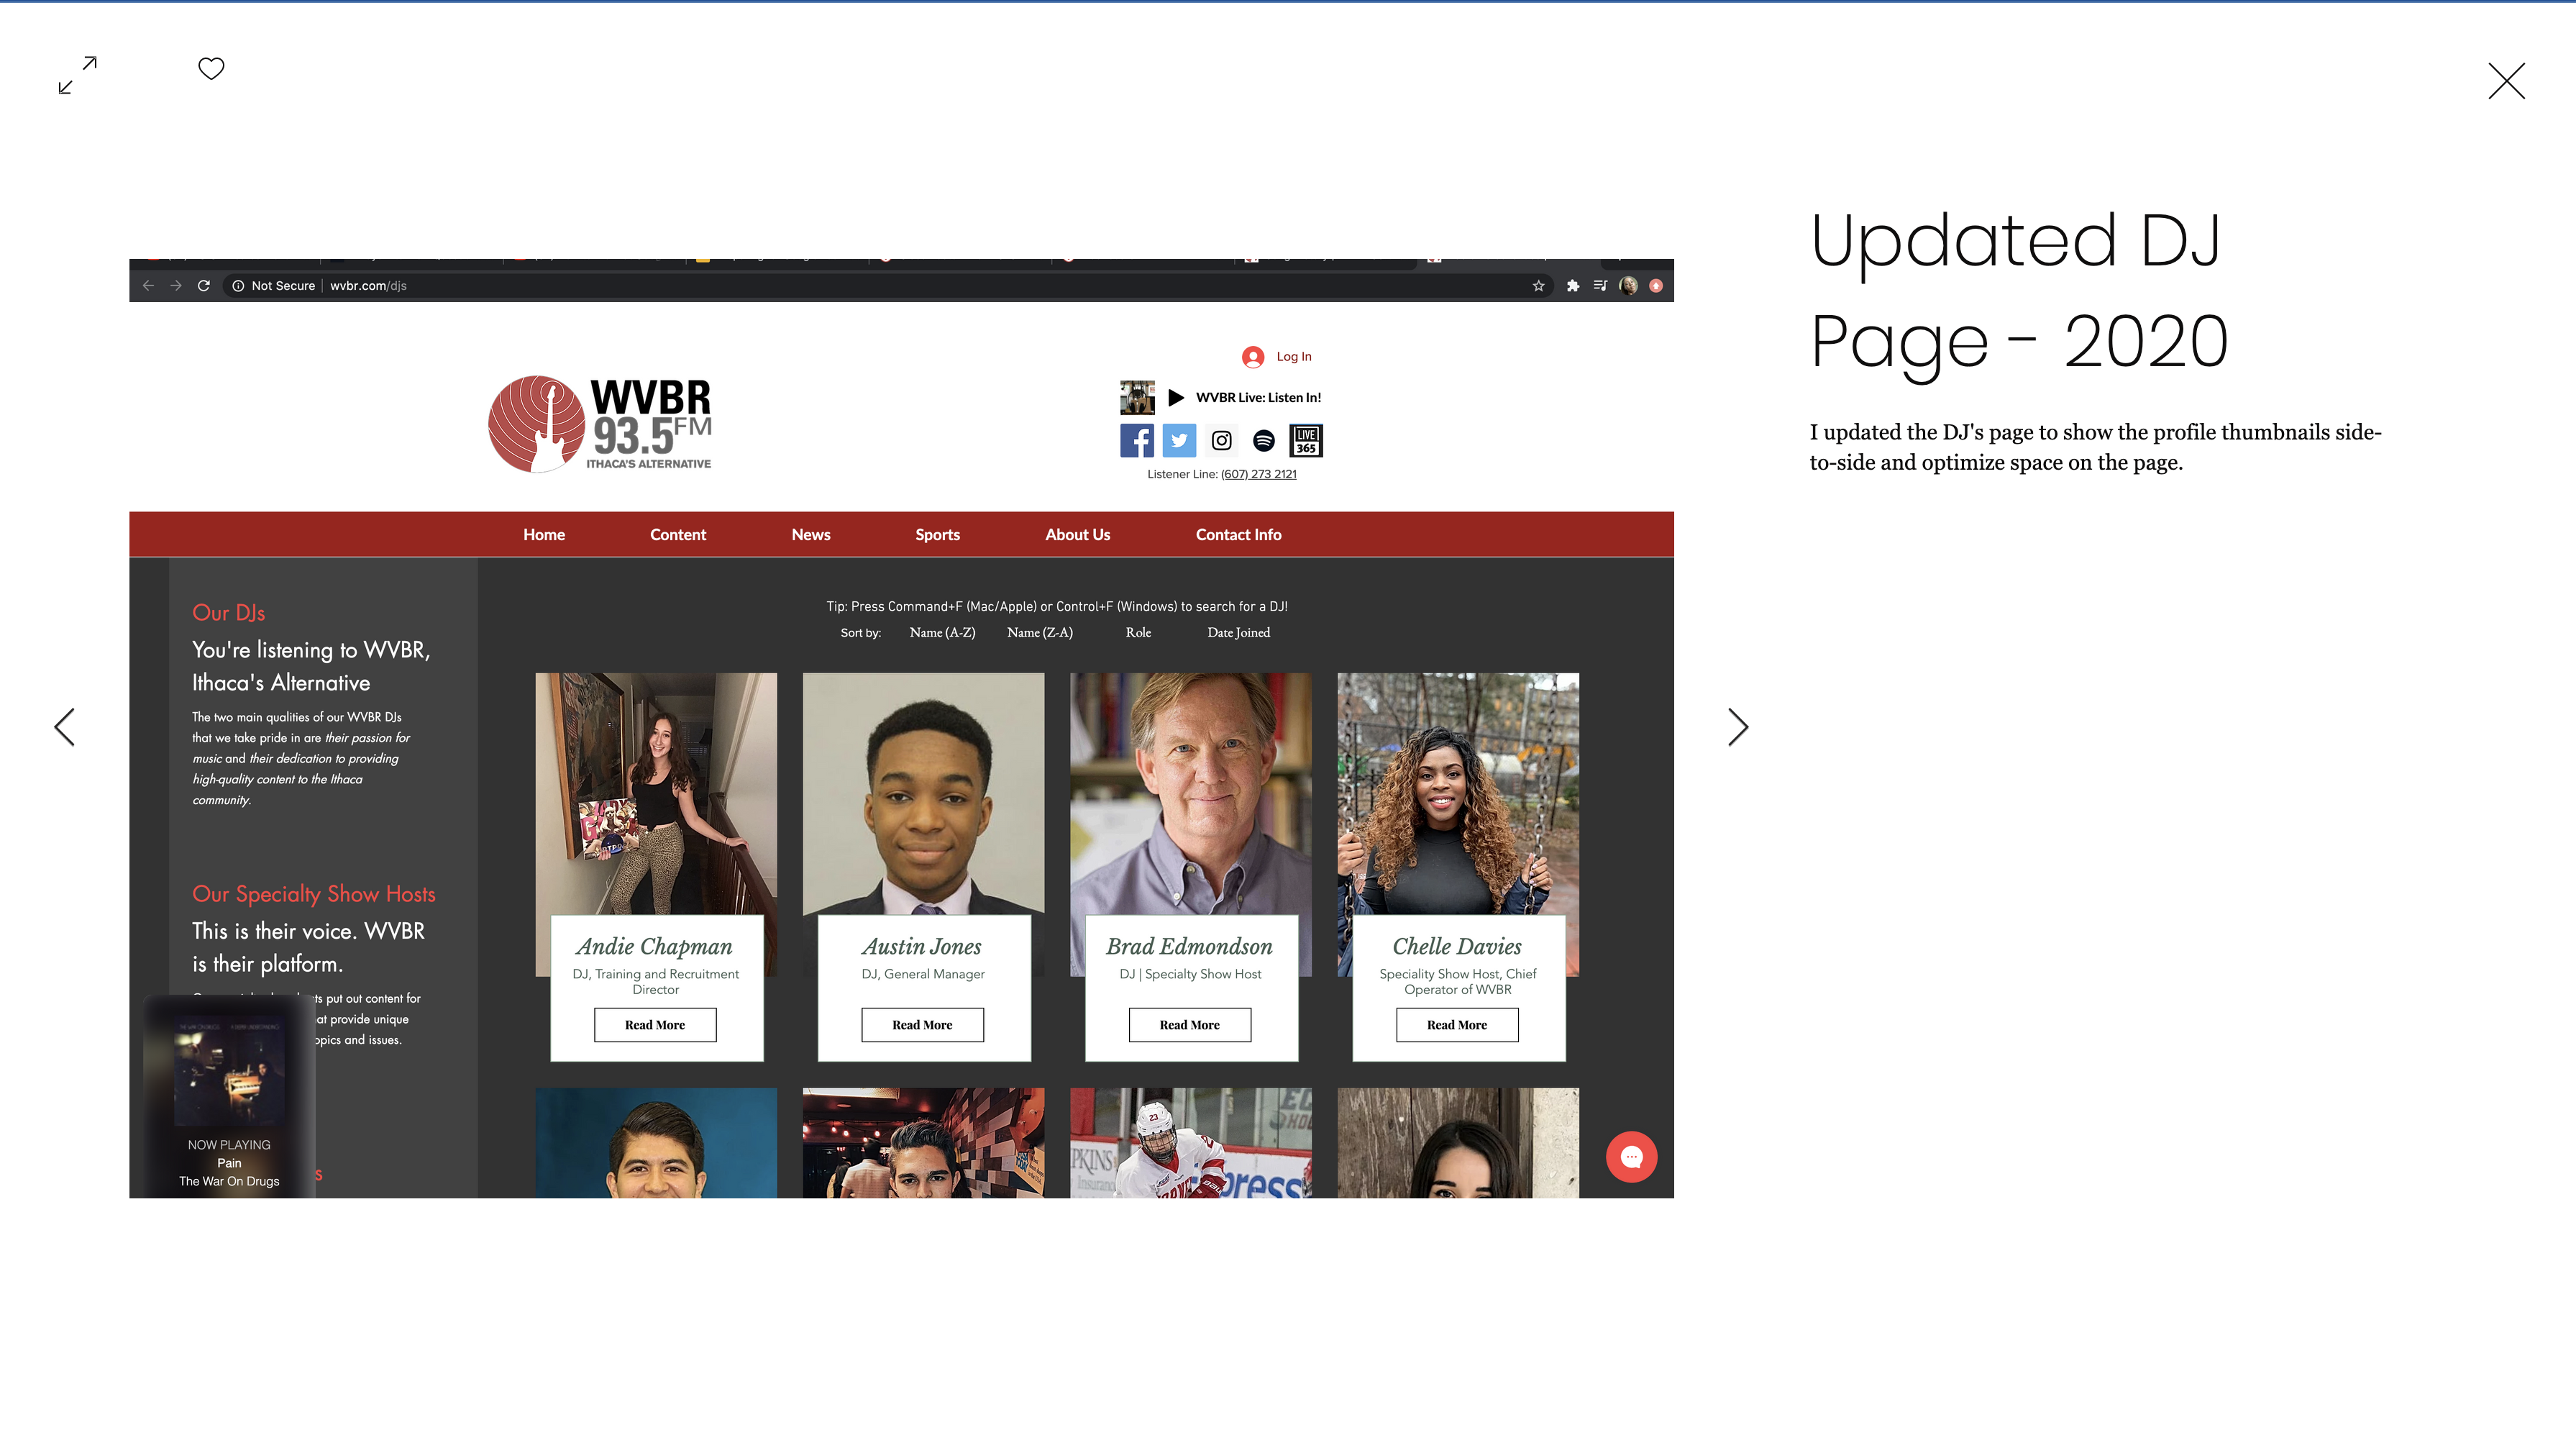 Not Secure | wvbr.com/djs
Log In
WVBR
93.5FM
ITHACA'S ALTERNATIVE
WVBR Live: Listen In!
LIVE
365
Listener Line: (607) 273 2121
Home Content News Sports About Us Contact Info
Our DJs
You're listening to WVBR,
Ithaca's Alternative
The two main qualities of our WVBR DJs
that we take pride in are their passion for
music and their dedication to providing
high-quality content to the Ithaca
community.
Our Specialty Show Hosts
This is their voice. WVBR
is their platform.
put out content for
provide unique
and issues.
NOW PLAYING
Pain
The War On Drugs
Tip: Press Command+F (Mac/Apple) or Control+F (Windows) to search for a DJ!
Sort by: Name (A-Z) Name (Z-A) Role Date Joined
Andie Chapman
DJ, Training and Recruitment
Director
Read More
Austin Jones
DJ, General Manager
Read More
Brad Edmondson
DJ | Specialty Show Host
Read More
Chelle Davies
Speciality Show Host, Chief
Operator of WVBR
Read More
23
Updated DJ
Page - 2020
I updated the DJ's page to show the profile thumbnails side-
to-side and optimize space on the page.